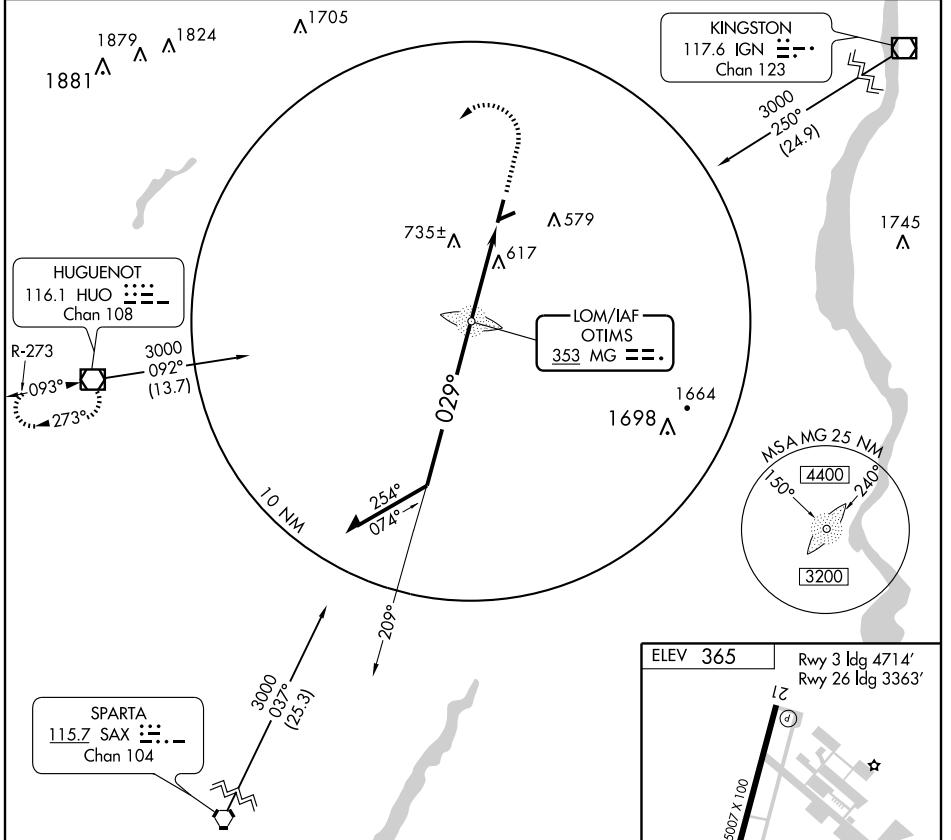 1705
1879
1824
1881
KINGSTON
117.6 IGN
Chan 123
3000
250°
(24.9)
735±
579
617
1745
HUGUENOT
116.1 HUO
Chan 108
R-273
093°
273°
3000
092°
(13.7)
LOM/IAF
OTIMS
353 MG
029°
1664
1698
MSA MG 25 NM
150°
240°
4400
3200
254°
074°
10 NM
209°
3000
037°
(25.3)
SPARTA
115.7 SAX
Chan 104
ELEV 365
Rwy 3 ldg 4714'
Rwy 26 ldg 3363'
21
P
5007 X 100